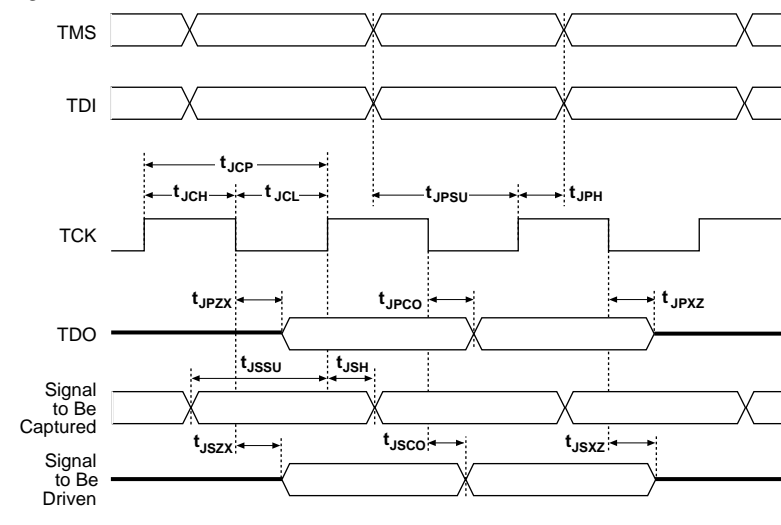 TMS
TDI
tJCP
tJCH
tJCL
tJPSU
tJPH
TCK
tJPZX
tJPCO
tJPXZ
TDO
tJSSU
tJSH
Signal
to Be
Captured
tJSZX
tJSCO
tJSXZ
Signal
to Be
Driven